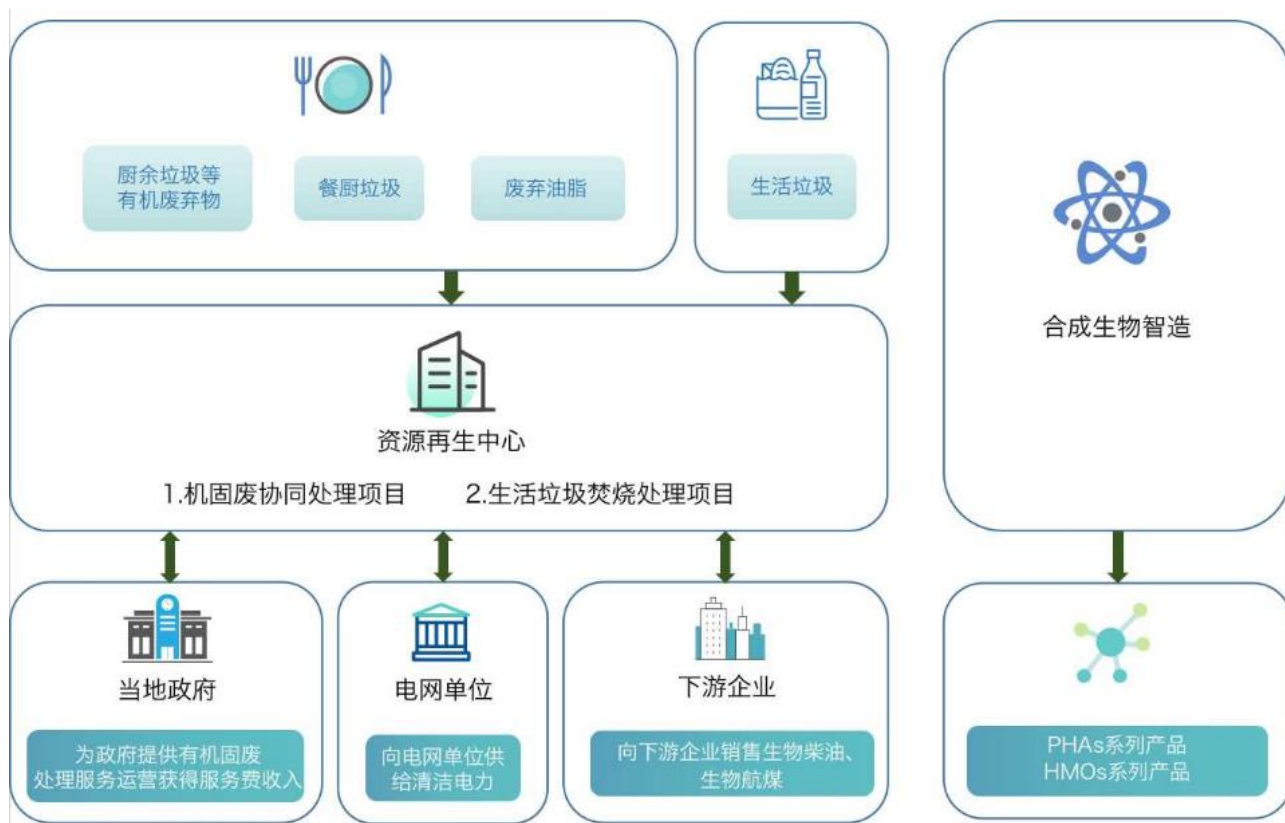 厨余垃圾等
有机废弃物
餐厨垃圾
废弃油脂
生活垃圾
合成生物智造
资源再生中心
1.机固废协同处理项目
2.生活垃圾焚烧处理项目
当地政府
为政府提供有机固废
处理服务运营获得服务费收入
电网单位
向电网单位供
给清洁电力
下游企业
向下游企业销售生物柴油、
生物航煤
PHAs系列产品
HMOs系列产品